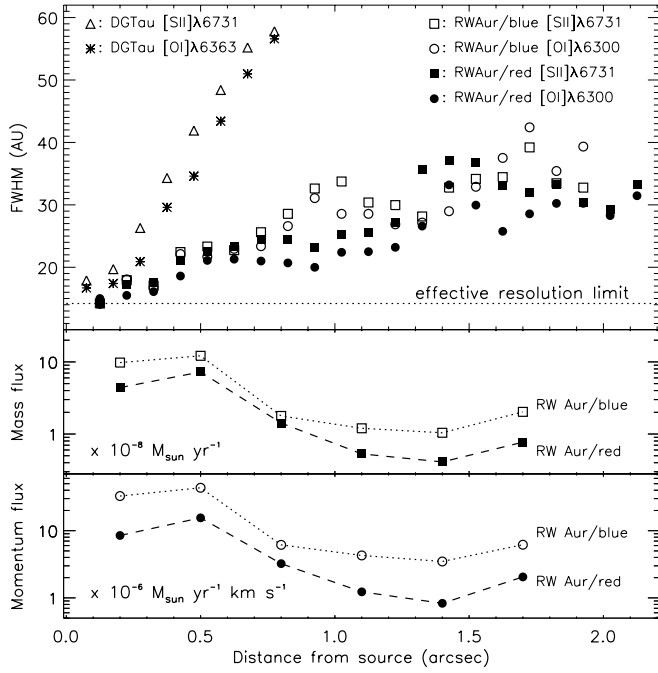 △: DGTau [SII]λ6731
✱: DGTau [OI]λ6363
□: RWAur/blue [SII]λ6731
○: RWAur/blue [OI]λ6300
■: RWAur/red [SII]λ6731
●: RWAur/red [OI]λ6300
60
50
40
30
20
FWHM (AU)
effective resolution limit
10
1
Mass flux
RW Aur/blue
RW Aur/red
x 10⁻⁸ Msun yr⁻¹
10
1
Momentum flux
RW Aur/blue
RW Aur/red
x 10⁻⁶ Msun yr⁻¹ km s⁻¹
0.0 0.5 1.0 1.5 2.0
Distance from source (arcsec)